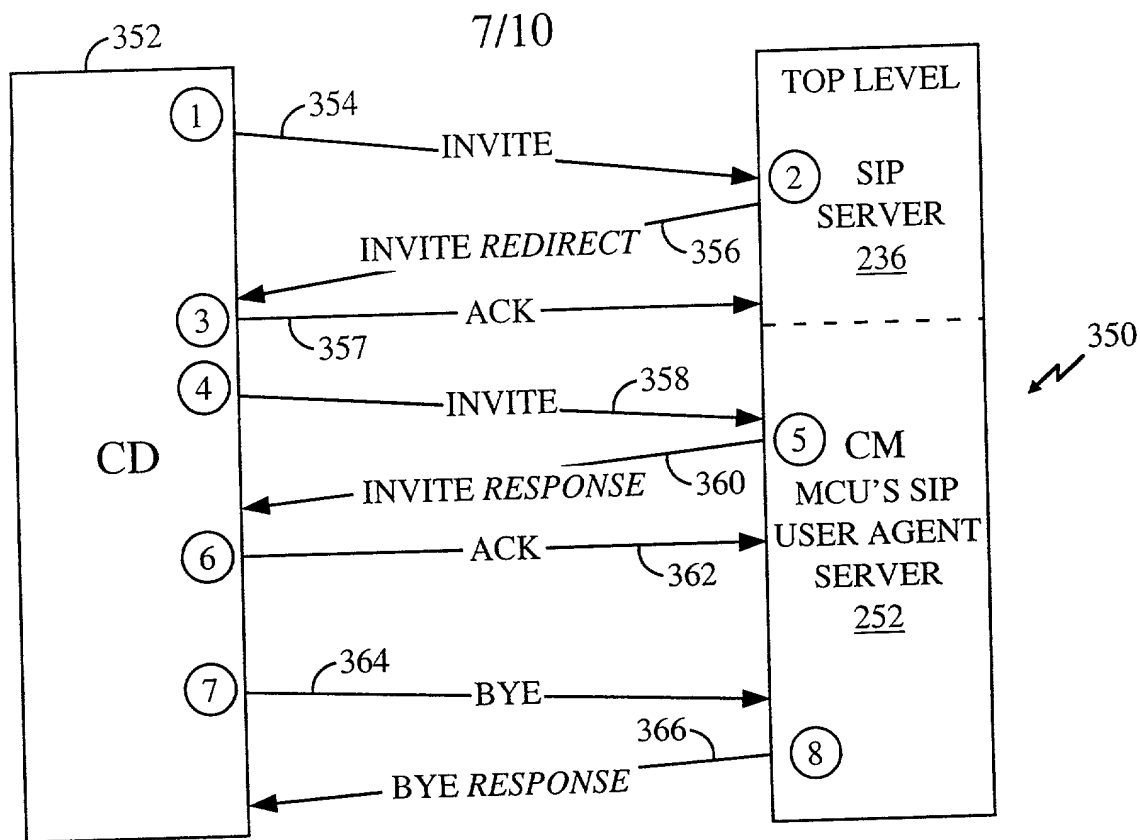 7/10
352
TOP LEVEL
1
354
INVITE
2
SIP
SERVER
236
INVITE REDIRECT
356
3
ACK
357
350
4
358
INVITE
5
CD
CM
INVITE RESPONSE
360
MCU'S SIP
USER AGENT
SERVER
252
6
ACK
362
7
364
BYE
366
8
BYE RESPONSE